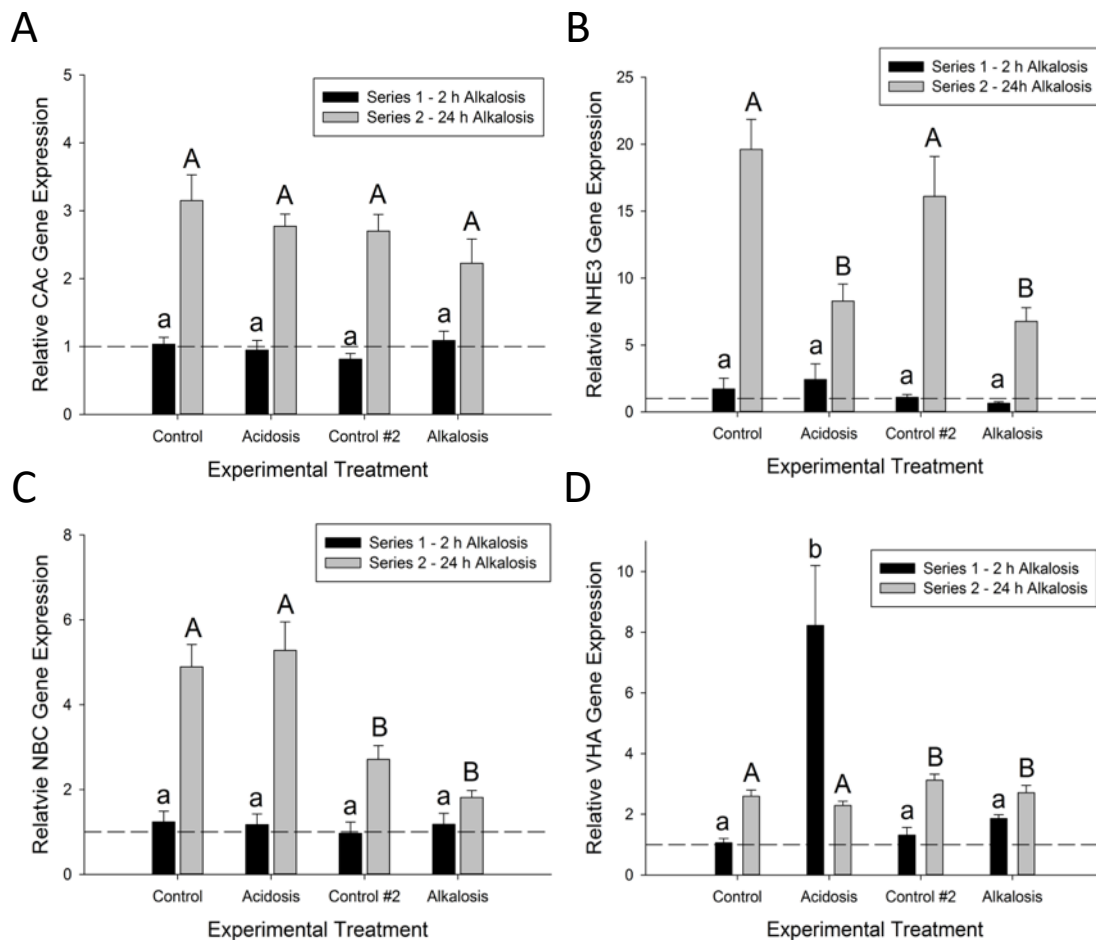 A
Relative CAc Gene Expression
5
4
3
2
1
0
Series 1 - 2 h Alkalosis
Series 2 - 24 h Alkalosis
A
A
A
A
a
a
a
a
Control
Acidosis
Control #2
Alkalosis
Experimental Treatment
B
Relatvie NHE3 Gene Expression
25
20
15
10
5
0
Series 1 - 2 h Alkalosis
Series 2 - 24h Alkalosis
A
B
A
B
a
a
a
a
Control
Acidosis
Control #2
Alkalosis
Experimental Treatment
C
Relatvie NBC Gene Expression
8
6
4
2
0
Series 1 - 2 h Alkalosis
Series 2 - 24h Alkalosis
A
A
B
B
a
a
a
a
Control
Acidosis
Control #2
Alkalosis
Experimental Treatment
D
Relative VHA Gene Expression
10
8
6
4
2
0
b
Series 1 - 2 h Alkalosis
Series 2 - 24 h Alkalosis
A
A
B
B
a
a
a
Control
Acidosis
Control #2
Alkalosis
Experimental Treatment